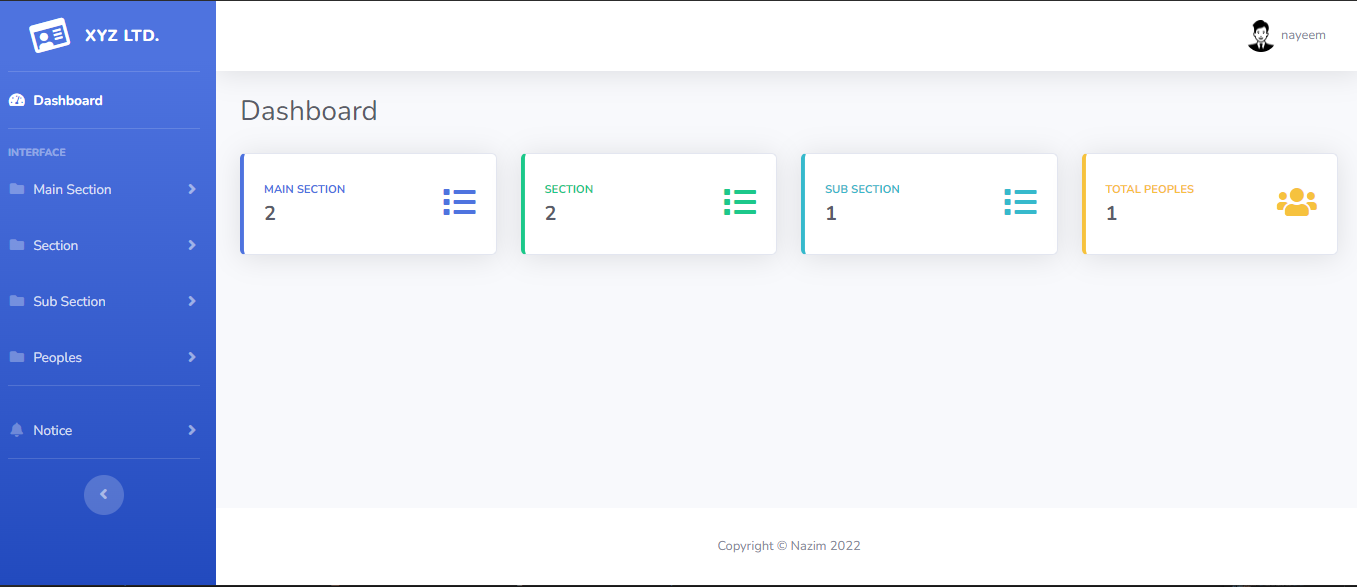 XYZ LTD.
nayeem
Dashboard
INTERFACE
Main Section
Section
Sub Section
Peoples
Notice
Dashboard
MAIN SECTION
2
SECTION
2
SUB SECTION
1
TOTAL PEOPLES
1
Copyright © Nazim 2022